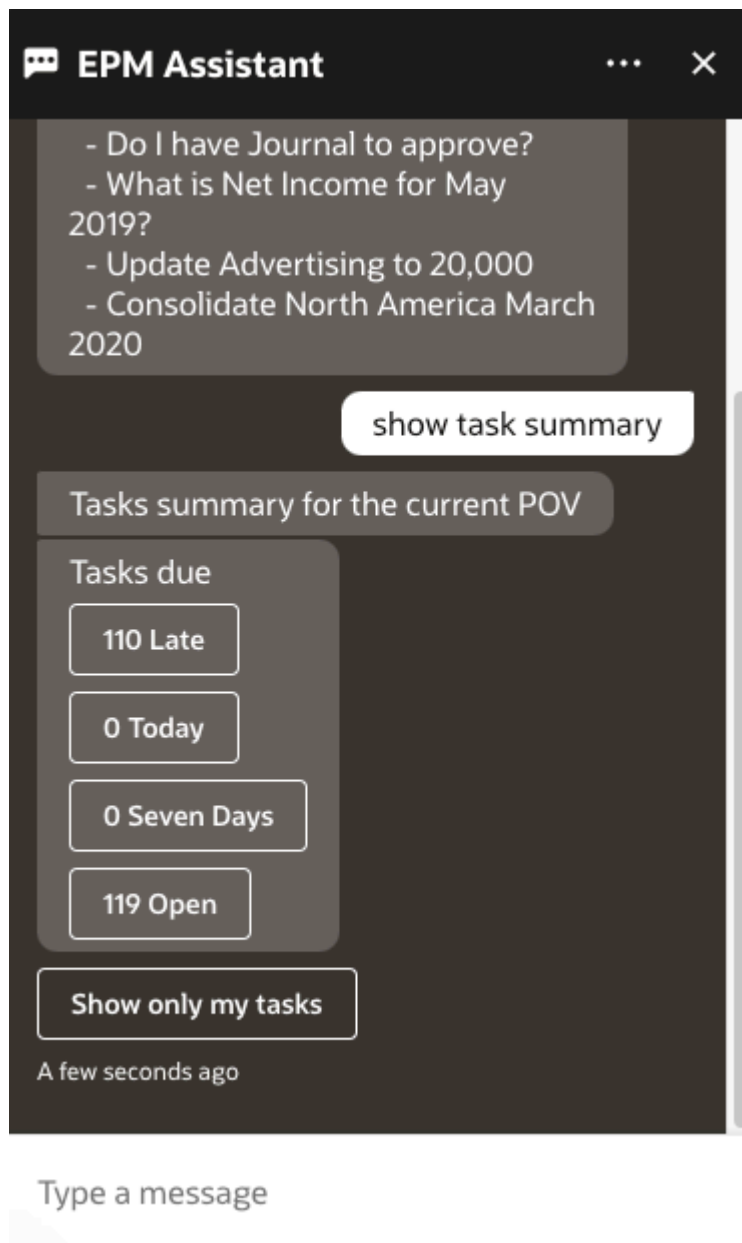 EPM Assistant
- Do I have Journal to approve?
- What is Net Income for May
2019?
- Update Advertising to 20,000
- Consolidate North America March
2020
show task summary
Tasks summary for the current POV
Tasks due
110 Late
0 Today
0 Seven Days
119 Open
Show only my tasks
A few seconds ago
Type a message